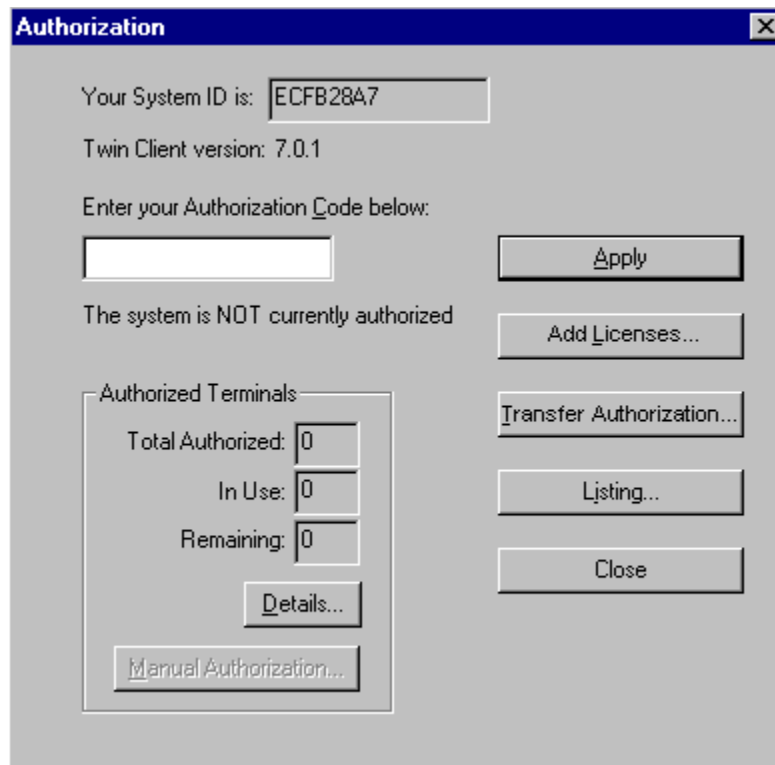 Authorization
Your System ID is: ECFB28A7
Twin Client version: 7.0.1
Enter your Authorization Code below:
Apply
The system is NOT currently authorized
Add Licenses...
Authorized Terminals
Transfer Authorization...
Total Authorized: 0
In Use: 0
Listing...
Remaining: 0
Close
Details...
Manual Authorization...